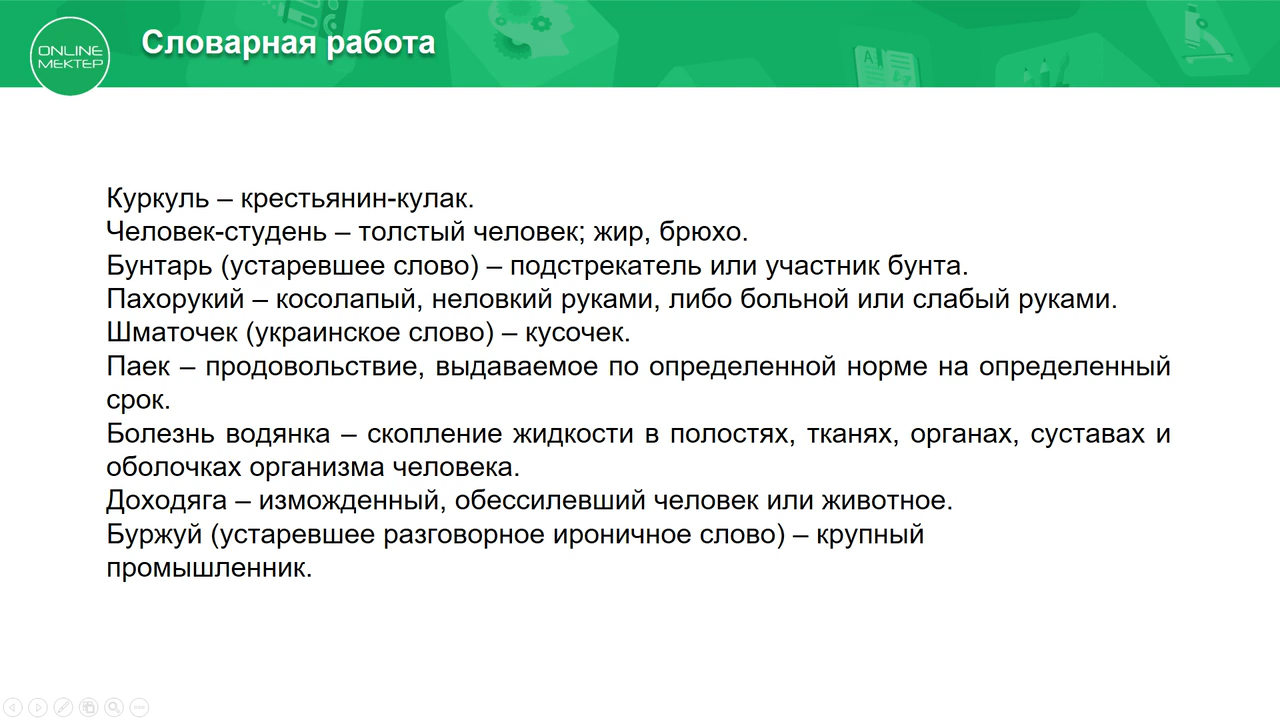 ONLINE
МЕКТЕР
Словарная работа
Куркуль – крестьянин-кулак.
Человек-студень – толстый человек; жир, брюхо.
Бунтарь (устаревшее слово) – подстрекатель или участник бунта.
Пахорукий – косолапый, неловкий руками, либо больной или слабый руками.
Шматочек (украинское слово) – кусочек.
Паек – продовольствие, выдаваемое по определенной норме на определенный
срок.
Болезнь водянка – скопление жидкости в полостях, тканях, органах, суставах и
оболочках организма человека.
Доходяга – изможденный, обессилевший человек или животное.
Буржуй (устаревшее разговорное ироничное слово) – крупный
промышленник.